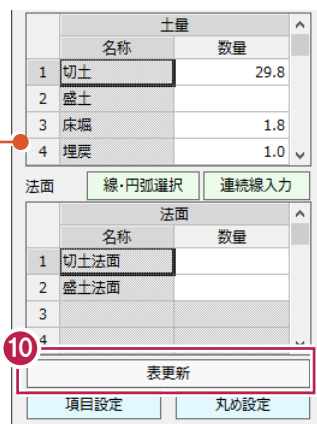 土量
名称 数量
1 切土 29.8
2 盛土
3 床堀 1.8
4 埋戻 1.0
法面 線・円弧選択 連続線入力
法面
名称 数量
1 切土法面
2 盛土法面
3
4
10
表更新
項目設定 丸め設定